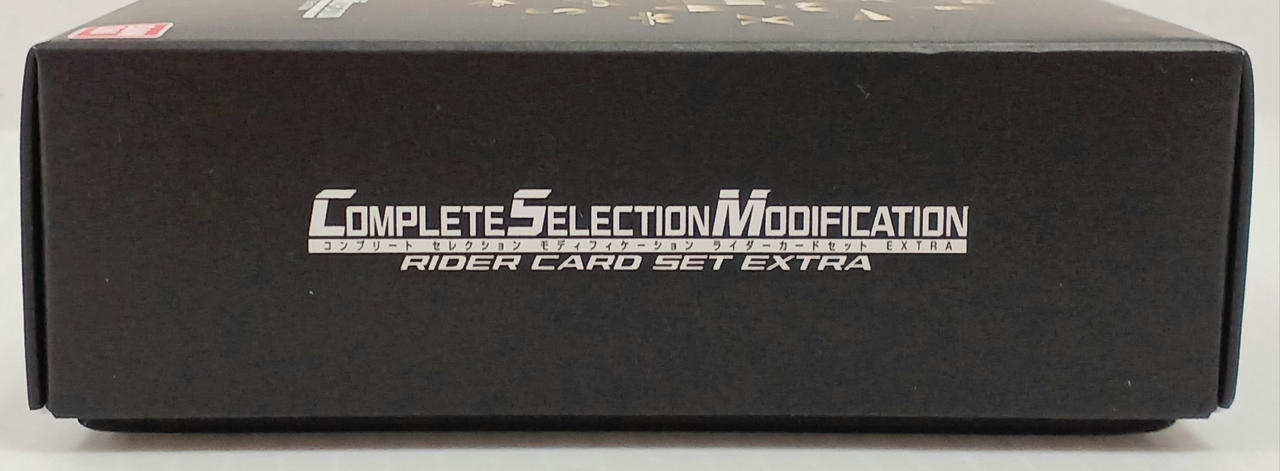 COMPLETE SELECTION MODIFICATION
コンプリート セレクション モディフィケーション ライダーカードセット EXTRA
RIDER CARD SET EXTRA